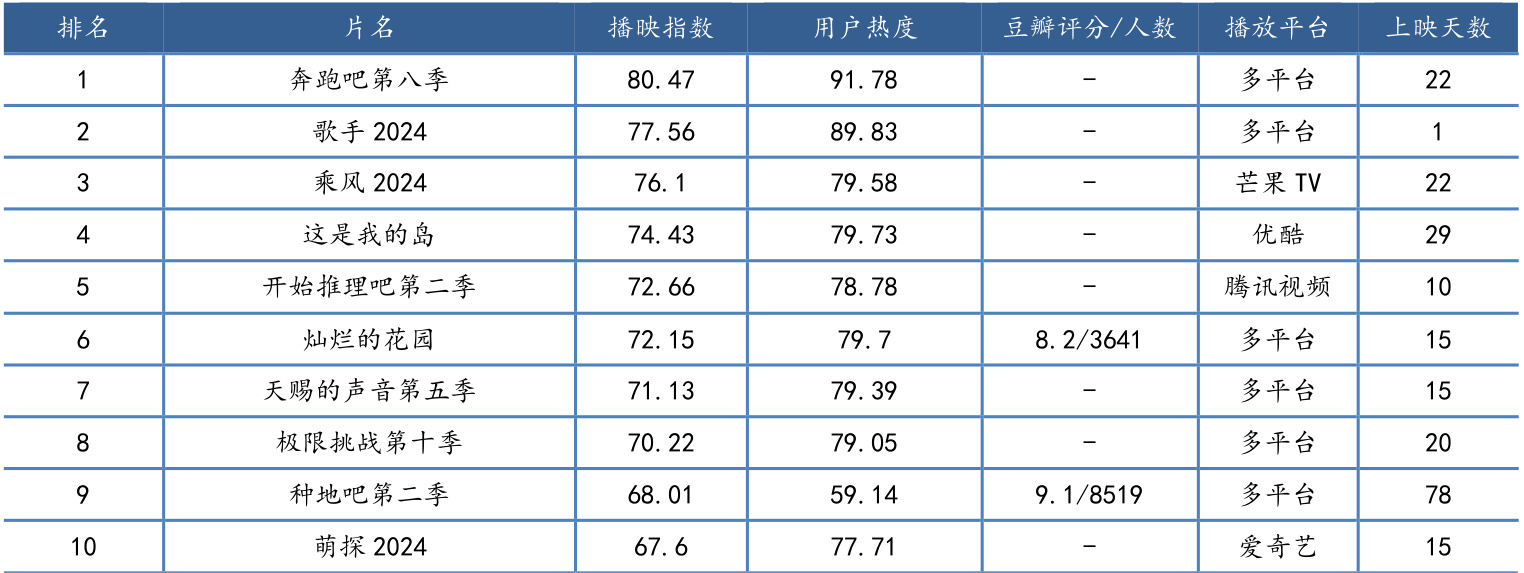 排名 片名 播映指数 用户热度 豆瓣评分/人数 播放平台 上映天数
1 奔跑吧第八季 80.47 91.78 - 多平台 22
2 歌手 2024 77.56 89.83 - 多平台 1
3 乘风 2024 76.1 79.58 - 芒果 TV 22
4 这是我的岛 74.43 79.73 - 优酷 29
5 开始推理吧第二季 72.66 78.78 - 腾讯视频 10
6 灿烂的花园 72.15 79.7 8.2/3641 多平台 15
7 天赐的声音第五季 71.13 79.39 - 多平台 15
8 极限挑战第十季 70.22 79.05 - 多平台 20
9 种地吧第二季 68.01 59.14 9.1/8519 多平台 78
10 萌探 2024 67.6 77.71 - 爱奇艺 15